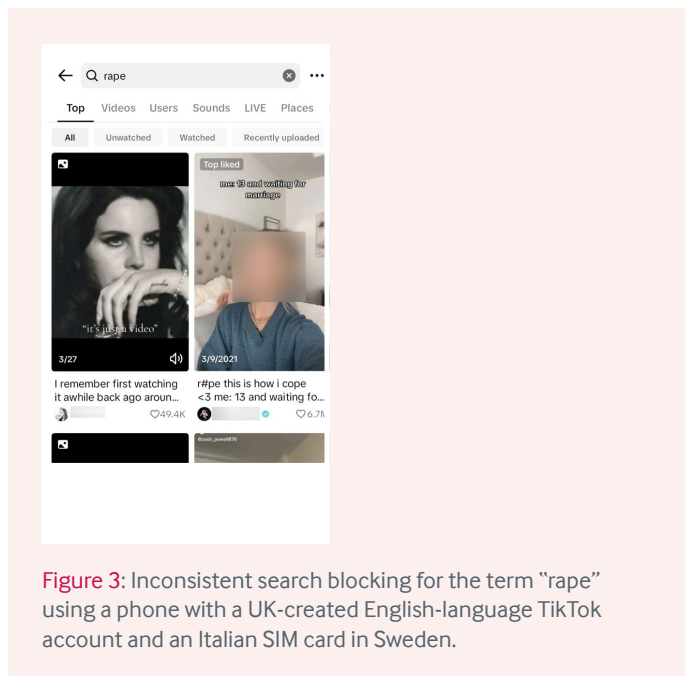 rape
Top Videos Users Sounds LIVE Places
All Unwatched Watched Recently uploaded
Top liked
me: 13 and waiting for
marriage
"it's just a video"
3/27
3/9/2021
I remember first watching
it awhile back ago aroun...
49.4K
r#pe this is how i cope
<3 me: 13 and waiting fo...
6.7M
Figure 3: Inconsistent search blocking for the term "rape"
using a phone with a UK-created English-language TikTok
account and an Italian SIM card in Sweden.